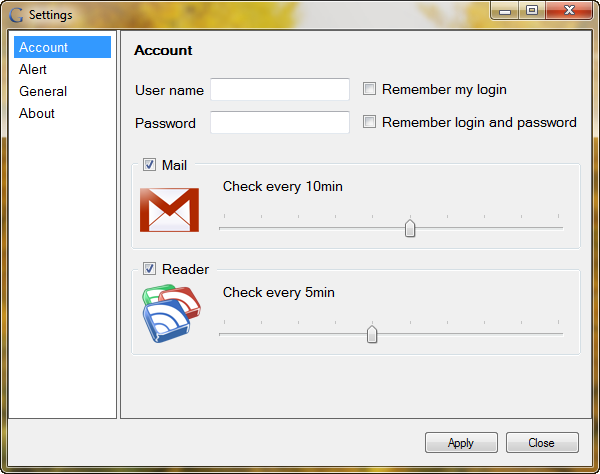 Settings
Account
Alert
General
About
Account
User name
Remember my login
Password
Remember login and password
Mail
Check every 10min
Reader
Check every 5min
Apply
Close